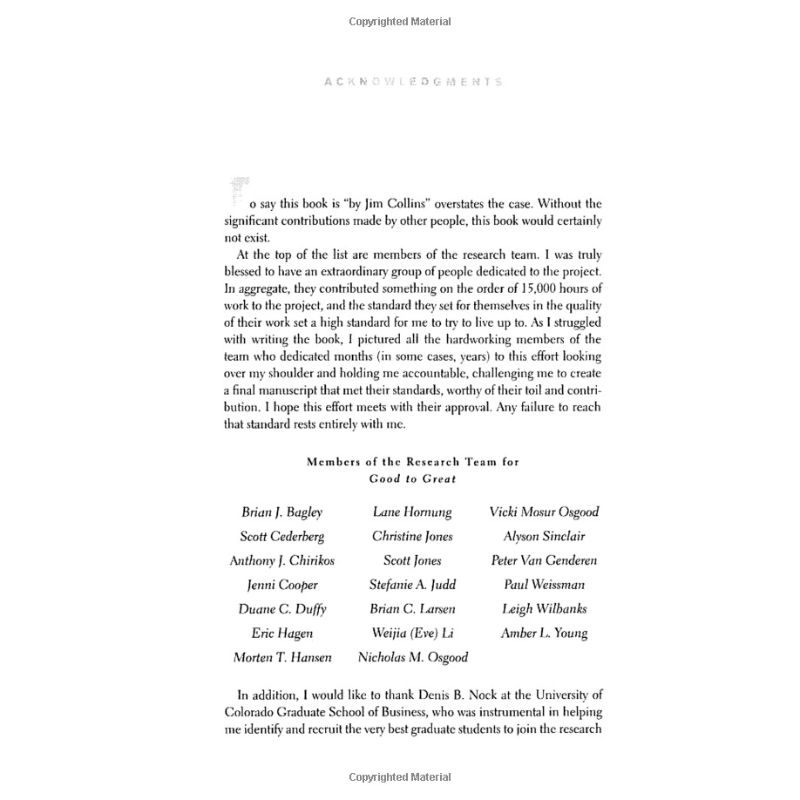 Copyrighted Material
ACKNOWLEDGMENTS
To say this book is “by Jim Collins” overstates the case. Without the
significant contributions made by other people, this book would certainly
not exist.
At the top of the list are members of the research team. I was truly
blessed to have an extraordinary group of people dedicated to the project.
In aggregate, they contributed something on the order of 15,000 hours of
work to the project, and the standard they set for themselves in the quality
of their work set a high standard for me to try to live up to. As I struggled
with writing the book, I pictured all the hardworking members of the
team who dedicated months (in some cases, years) to this effort looking
over my shoulder and holding me accountable, challenging me to create
a final manuscript that met their standards, worthy of their toil and contri-
bution. I hope this effort meets with their approval. Any failure to reach
that standard rests entirely with me.
Members of the Research Team for
Good to Great
Brian J. Bagley Lane Hornung Vicki Mosur Osgood
Scott Cederberg Christine Jones Alyson Sinclair
Anthony J. Chirikos Scott Jones Peter Van Genderen
Jenni Cooper Stefanie A. Judd Paul Weissman
Duane C. Duffy Brian C. Larsen Leigh Wilbanks
Eric Hagen Weijia (Eve) Li Amber L. Young
Morten T. Hansen Nicholas M. Osgood
In addition, I would like to thank Denis B. Nock at the University of
Colorado Graduate School of Business, who was instrumental in helping
me identify and recruit the very best graduate students to join the research
Copyrighted Material